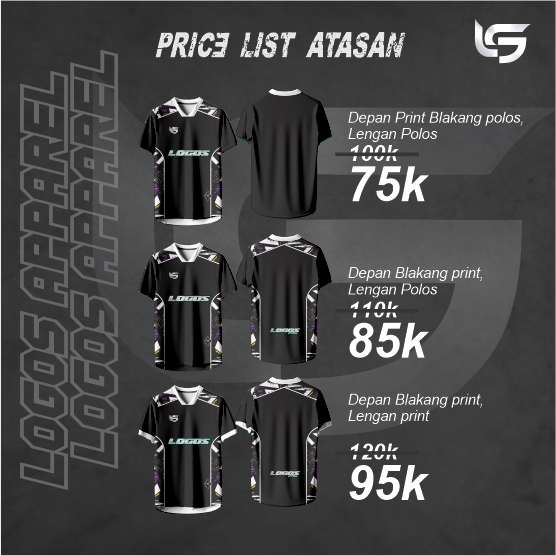 PRICE LIST ATASAN
LOGOS APPAREL
LOGOS APPAREL
LOGOS
Depan Print Blakang polos,
Lengan Polos
100k
75k
LOGOS
LOGOS
Depan Blakang print,
Lengan Polos
110k
85k
LOGOS
LOGOS
Depan Blakang print,
Lengan print
120k
95k